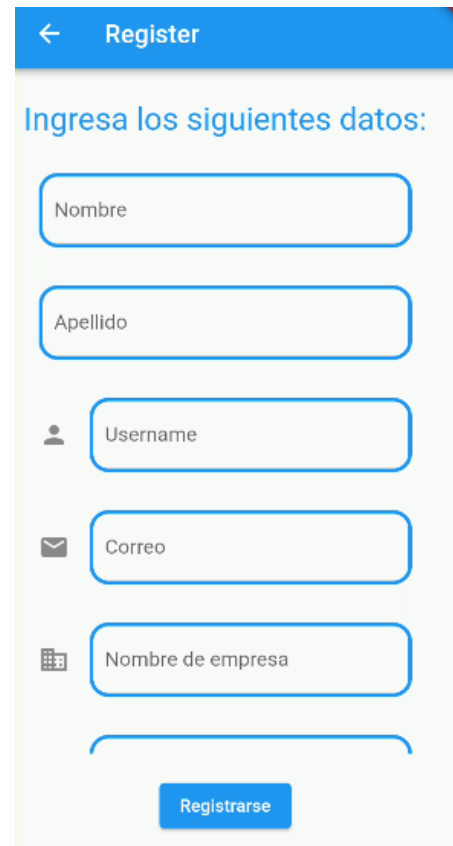 Register
Ingresa los siguientes datos:
Nombre
Apellido
Username
Correo
Nombre de empresa
Registrarse